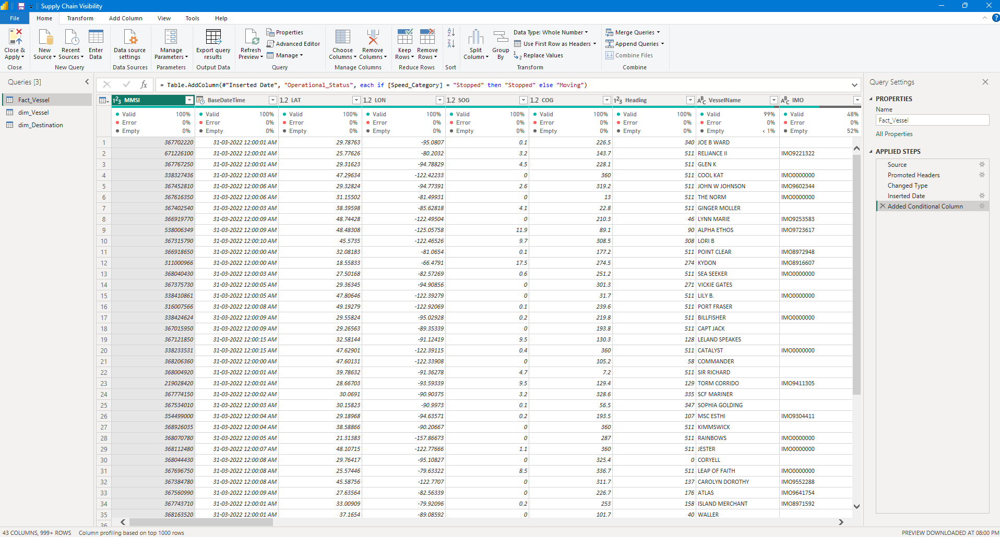 Supply Chain Visibility
File Home Transform Add Column View Tools Help
Close & Apply
New Source
Recent Sources
Enter Data
Data source settings
Manage Parameters
Export query results
Refresh Preview
Properties
Advanced Editor
Manage
Choose Columns
Remove Columns
Keep Rows
Remove Rows
Split Column
Group By
Data Type: Whole Number
Use First Row as Headers
Replace Values
Merge Queries
Append Queries
Combine Files
Close New Query Data Sources Parameters Output Data Query Manage Columns Reduce Rows Sort Transform Combine
Queries [3]
Fact_Vessel
dim_Vessel
dim_Destination
= Table.AddColumn(#"Inserted Date", "Operational_Status", each if [Speed_Category] = "Stopped" then "Stopped" else "Moving")
MMSI BaseDateTime 1.2 LAT 1.2 LON 1.2 SOG 1.2 COG Heading VesselName IMO
Valid 100% Valid 100% Valid 100% Valid 100% Valid 100% Valid 100% Valid 100% Valid 99% Valid 48%
Error 0% Error 0% Error 0% Error 0% Error 0% Error 0% Error 0% Error 0% Error 0%
Empty 0% Empty 0% Empty 0% Empty 0% Empty 0% Empty 0% Empty 0% Empty < 1% Empty 52%
1 367702220 31-03-2022 12:00:01 AM 29.78763 -95.0807 0.1 226.5 340 JOE B WARD
2 671226100 31-03-2022 12:00:01 AM 25.77626 -80.2032 3.2 143.7 511 RELIANCE II IMO9221322
3 367767250 31-03-2022 12:00:01 AM 29.31623 -94.78829 4.5 228.1 511 GLEN K
4 338327436 31-03-2022 12:00:03 AM 47.29634 -122.42233 0 360 511 COOL KAT IMO0000000
5 367452810 31-03-2022 12:00:06 AM 29.32824 -94.77391 2.6 319.2 511 JOHN W JOHNSON IMO9602344
6 367616350 31-03-2022 12:00:06 AM 31.15502 -81.49931 0 13 511 THE NORM IMO0000000
7 367402540 31-03-2022 12:00:03 AM 38.39598 -85.62818 4.1 22.8 511 GINGER MOLLER
8 366919770 31-03-2022 12:00:09 AM 48.74428 -122.49504 0 210.3 46 LYNN MARIE IMO9253583
9 538006349 31-03-2022 12:00:09 AM 48.48308 -125.05758 11.9 89.1 90 ALPHA ETHOS IMO9723617
10 367315790 31-03-2022 12:00:10 AM 45.5735 -122.46526 9.7 308.5 308 LORI B
11 366918650 31-03-2022 12:00:00 AM 32.08183 -81.0654 0.1 177.2 511 POINT CLEAR IMO8972948
12 311000966 31-03-2022 12:00:00 AM 18.55833 -66.4791 17.5 274.5 274 KYDON IMO8916607
13 368040430 31-03-2022 12:00:03 AM 27.50168 -82.57269 0.6 251.2 511 SEA SEEKER IMO0000000
14 367375730 31-03-2022 12:00:05 AM 29.36345 -94.90856 0 301.3 271 VICKIE GATES
15 338410861 31-03-2022 12:00:05 AM 47.80646 -122.39279 0 31.7 511 LILY B. IMO0000000
16 316007566 31-03-2022 12:00:08 AM 49.19279 -122.92069 0.1 239.6 511 PORT FRASER
17 338424624 31-03-2022 12:00:09 AM 29.55824 -95.02928 0.2 219.8 511 BILLFISHER IMO0000000
18 367015950 31-03-2022 12:00:09 AM 29.26563 -89.35339 0 193.8 511 CAPT JACK
19 367121850 31-03-2022 12:00:15 AM 32.58144 -91.12419 9.5 130.3 128 LELAND SPEAKES
20 338233531 31-03-2022 12:00:15 AM 47.62901 -122.39115 0.4 360 511 CATALYST IMO0000000
21 368206360 31-03-2022 12:00:00 AM 47.60131 -122.33908 0 105.2 58 COMMANDER
22 368004920 31-03-2022 12:00:01 AM 39.78632 -91.36278 4.7 7.2 511 SIR RICHARD
23 219028420 31-03-2022 12:00:01 AM 28.66703 -93.59339 9.5 129.4 129 TORM CORRIDO IMO9411305
24 367774150 31-03-2022 12:00:02 AM 30.0691 -90.90375 3.2 328.6 335 SCF MARINER
25 367534010 31-03-2022 12:00:03 AM 30.15823 -90.9973 0.1 56.5 347 SOPHIA GOLDING
26 354499000 31-03-2022 12:00:04 AM 29.18968 -94.63571 0.2 193.5 107 MSC ESTHI IMO9304411
27 368926035 31-03-2022 12:00:04 AM 38.58866 -90.20667 0 360 511 KIMMSWICK
28 368070780 31-03-2022 12:00:05 AM 21.31383 -157.86673 0 287 511 RAINBOWS IMO0000000
29 368112480 31-03-2022 12:00:07 AM 48.10715 -122.77666 1.1 360 511 JESTER IMO0000000
30 368044430 31-03-2022 12:00:08 AM 29.76417 -95.10827 0 325.4 0 CORYELL
31 367696750 31-03-2022 12:00:08 AM 25.57446 -79.63322 8.5 336.7 511 LEAP OF FAITH IMO0000000
32 367384780 31-03-2022 12:00:08 AM 45.58756 -122.7707 0 311.7 137 CAROLYN DOROTHY IMO9552288
33 367560990 31-03-2022 12:00:09 AM 27.63564 -82.56339 0 226.7 176 ATLAS IMO9641754
34 367743710 31-03-2022 12:00:01 AM 33.00909 -79.92096 0.2 253 158 ISLAND MERCHANT IMO8971592
35 368163520 31-03-2022 12:00:01 AM 37.1654 -89.08592 0 101.7 40 WALLER
36
Query Settings
PROPERTIES
Name
Fact_Vessel
All Properties
APPLIED STEPS
Source
Promoted Headers
Changed Type
Inserted Date
Added Conditional Column
43 COLUMNS, 999+ ROWS Column profiling based on top 1000 rows
PREVIEW DOWNLOADED AT 08:00 PM